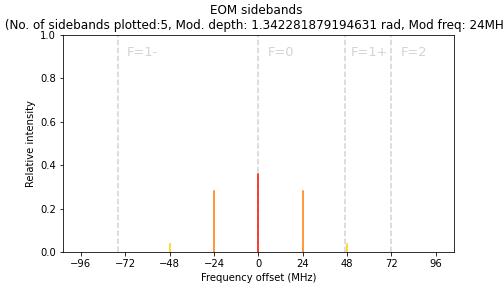 EOM sidebands
(No. of sidebands plotted:5, Mod. depth: 1.342281879194631 rad, Mod freq: 24MH
F=1- F=0 F=1+ F=2
1.0
0.8
0.6
0.4
0.2
0.0
Relative intensity
−96 −72 −48 −24 0 24 48 72 96
Frequency offset (MHz)